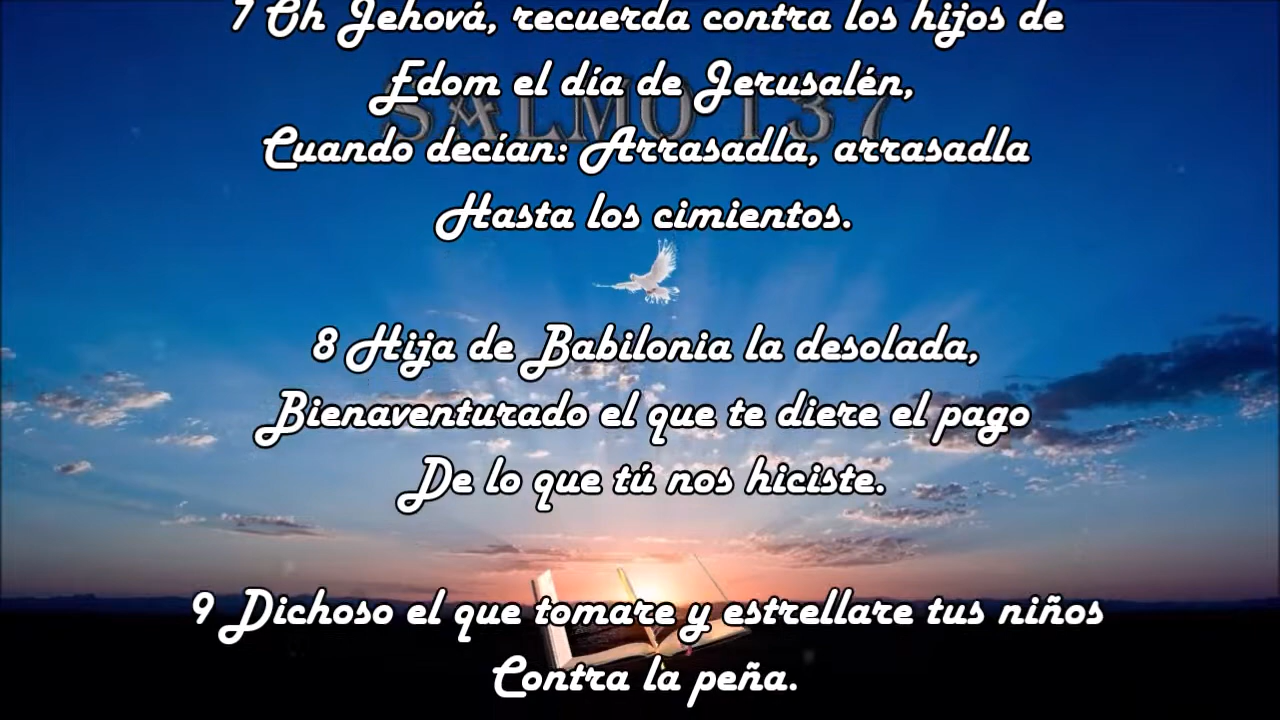 7 Oh Jehová, recuerda contra los hijos de
Edom el día de Jerusalén,
SALMO 137
Cuando decían: Arrasadla, arrasadla
Hasta los cimientos.
8 Hija de Babilonia la desolada,
Bienaventurado el que te diere el pago
De lo que tú nos hiciste.
9 Dichoso el que tomare y estrellare tus niños
Contra la peña.